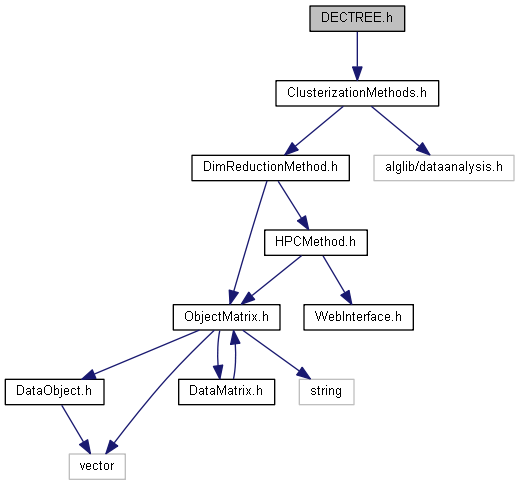 DECTREE.h
ClusterizationMethods.h
DimReductionMethod.h
alglib/dataanalysis.h
HPCMethod.h
ObjectMatrix.h
WebInterface.h
DataObject.h
DataMatrix.h
string
vector